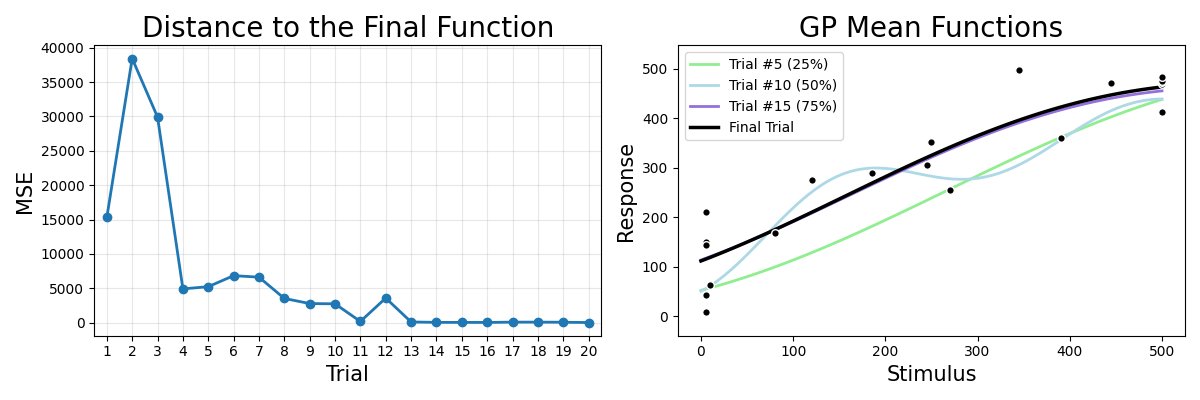 Distance to the Final Function
MSE
40000
35000
30000
25000
20000
15000
10000
5000
0
1 2 3 4 5 6 7 8 9 10 11 12 13 14 15 16 17 18 19 20
Trial
GP Mean Functions
Response
500
400
300
200
100
0
Trial #5 (25%)
Trial #10 (50%)
Trial #15 (75%)
Final Trial
0 100 200 300 400 500
Stimulus